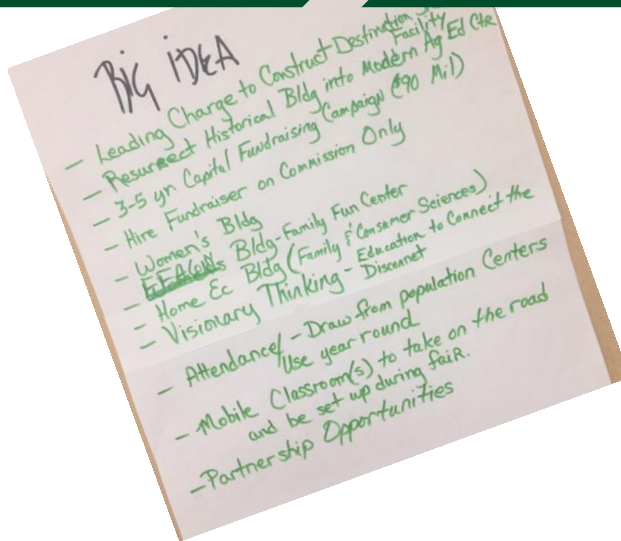 BIG IDEA
- Leading Charge to Construct Destination
Facility
- Resurrect Historical Bldg into Modern Ag Ed Ctr
- 3-5 yr. Capital Fundraising Campaign ($90 Mil)
- Hire Fundraiser on Commission Only
- Women's Bldg
- Bldg-Family Fun Center
- Home Ec Bldg (Family & Consumer Sciences)
- Visionary Thinking - Education to Connect the
Disconnet
- Attendance/ - Draw from population Centers
Use year round
- Mobile Classroom(s) to take on the road
and be set up during faiR.
- Partnership Opportunities